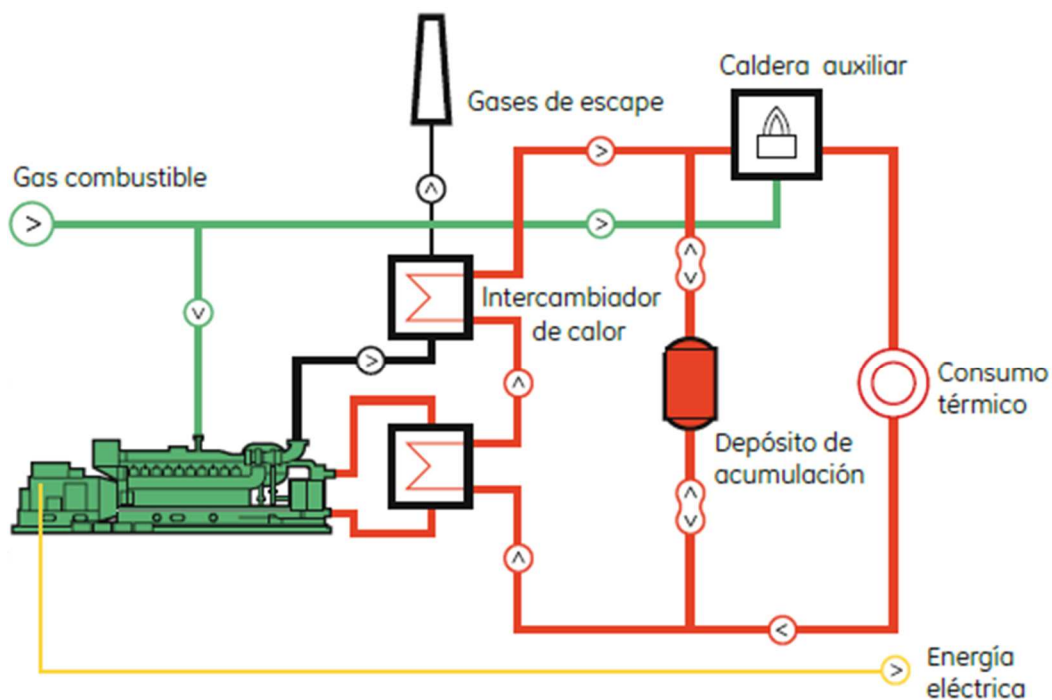 Caldera auxiliar
Gases de escape
Gas combustible
Intercambiador
de calor
Consumo
térmico
Depósito de
acumulación
Energía
eléctrica